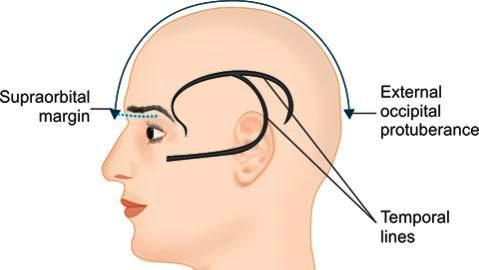 Supraorbital
margin
External
occipital
protuberance
Temporal
lines